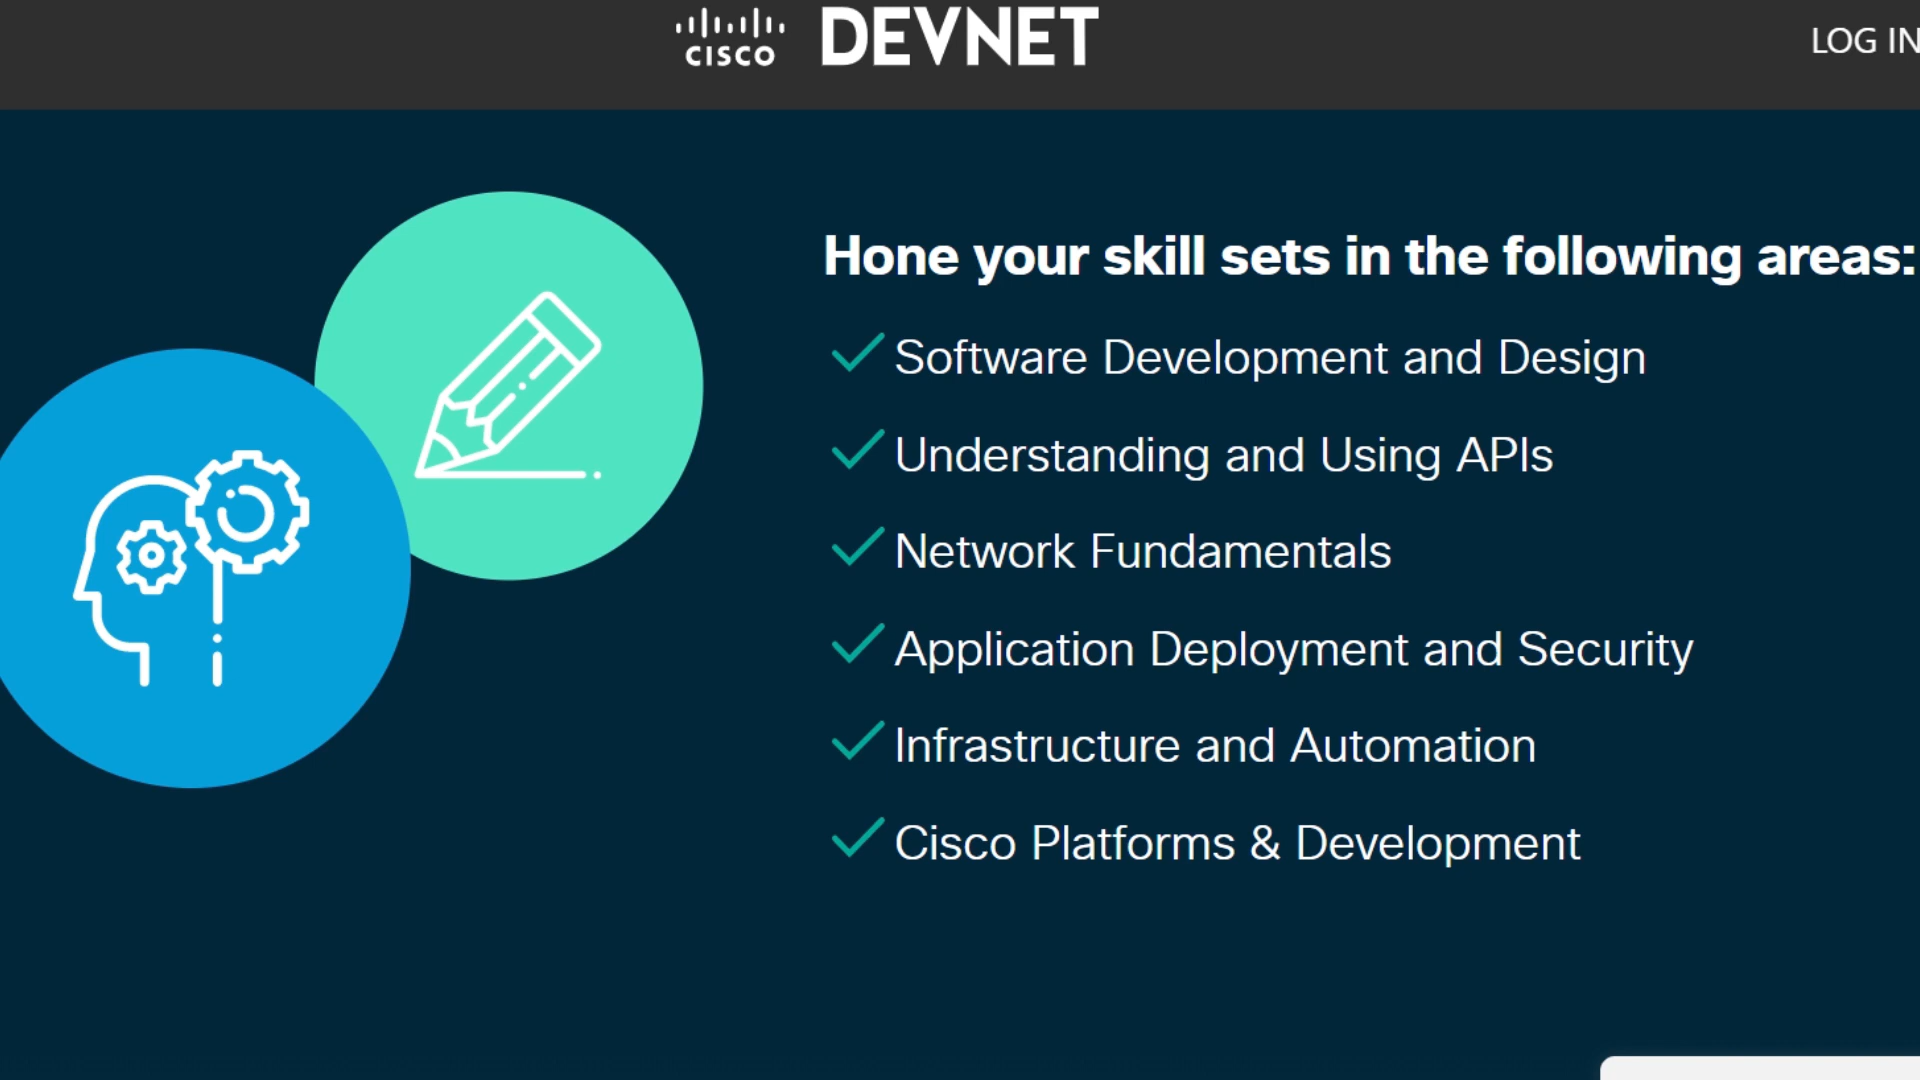 CISCO DEVNET
LOG IN
Hone your skill sets in the following areas:
Software Development and Design
Understanding and Using APIs
Network Fundamentals
Application Deployment and Security
Infrastructure and Automation
Cisco Platforms & Development